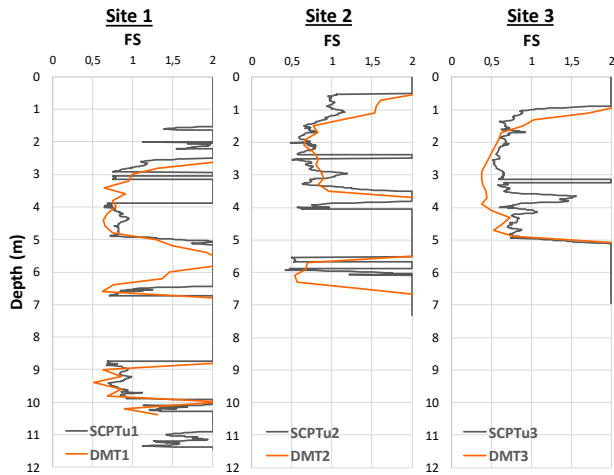 Site 1 Site 2 Site 3
FS FS FS
0 0,5 1 1,5 2 0 0,5 1 1,5 2 0 0,5 1 1,5 2
0 0 0
1 1 1
2 2 2
3 3 3
4 4 4
5 5 5
6 6 6
7 7 7
8 8 8
9 9 9
10 10 10
11 11 11
12 12 12
Depth (m)
SCPTu1 SCPTu2 SCPTu3
DMT1 DMT2 DMT3